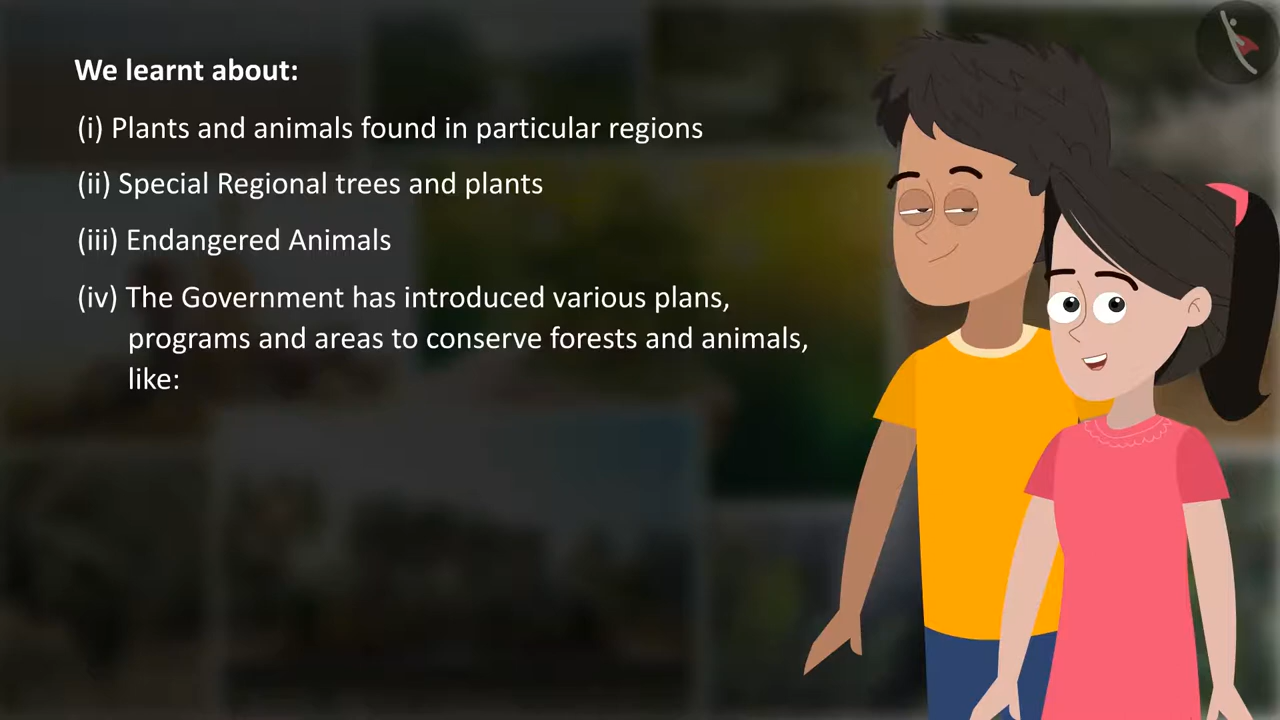 We learnt about:
(i) Plants and animals found in particular regions
(ii) Special Regional trees and plants
(iii) Endangered Animals
(iv) The Government has introduced various plans,
programs and areas to conserve forests and animals,
like: